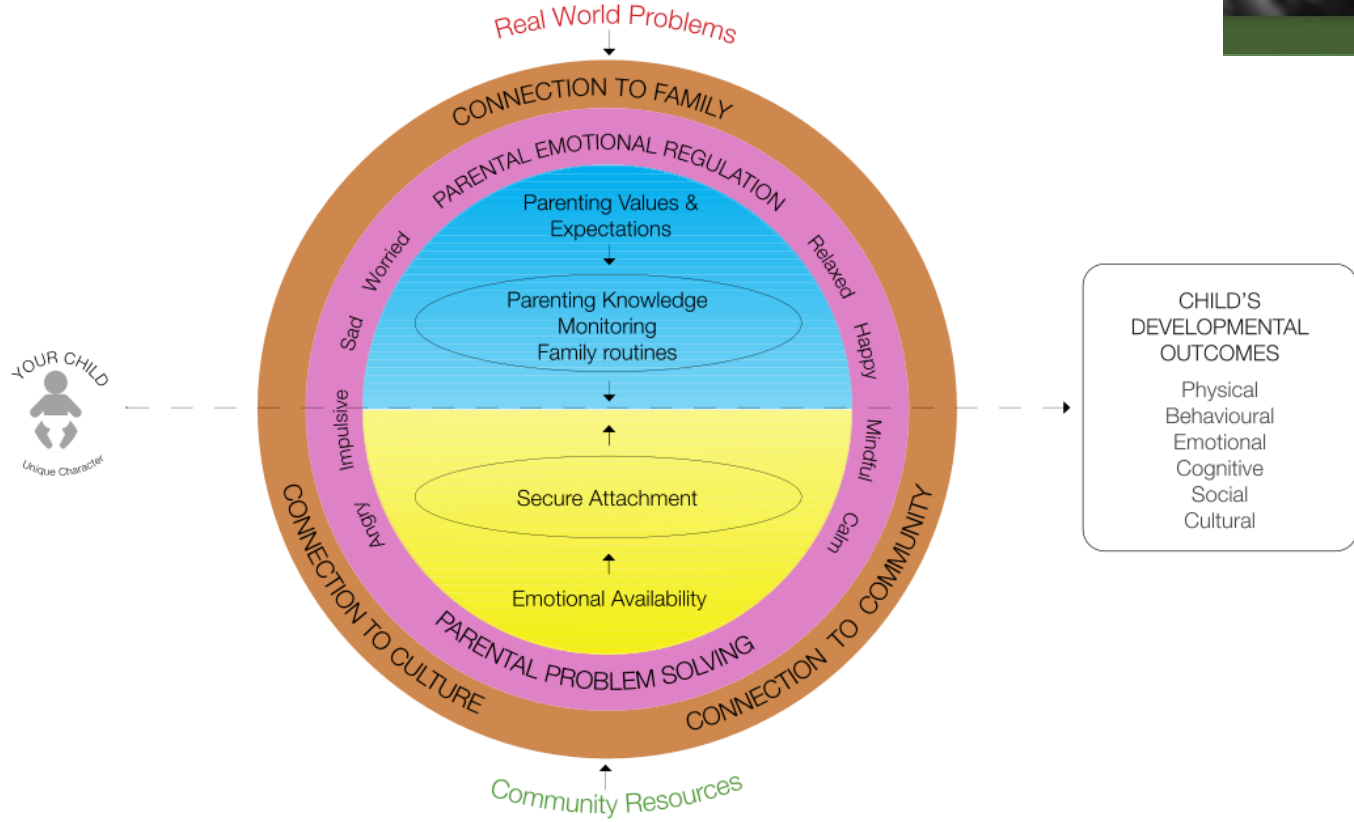 Real World Problems
CONNECTION TO FAMILY
PARENTAL EMOTIONAL REGULATION
Parenting Values &
Expectations
Worried
Relaxed
Parenting Knowledge
Monitoring
Family routines
Sad
Happy
YOUR CHILD
Unique Character
Impulsive
Mindful
Secure Attachment
Angry
Calm
Emotional Availability
PARENTAL PROBLEM SOLVING
CONNECTION TO CULTURE
CONNECTION TO COMMUNITY
Community Resources
CHILD'S
DEVELOPMENTAL
OUTCOMES
Physical
Behavioural
Emotional
Cognitive
Social
Cultural